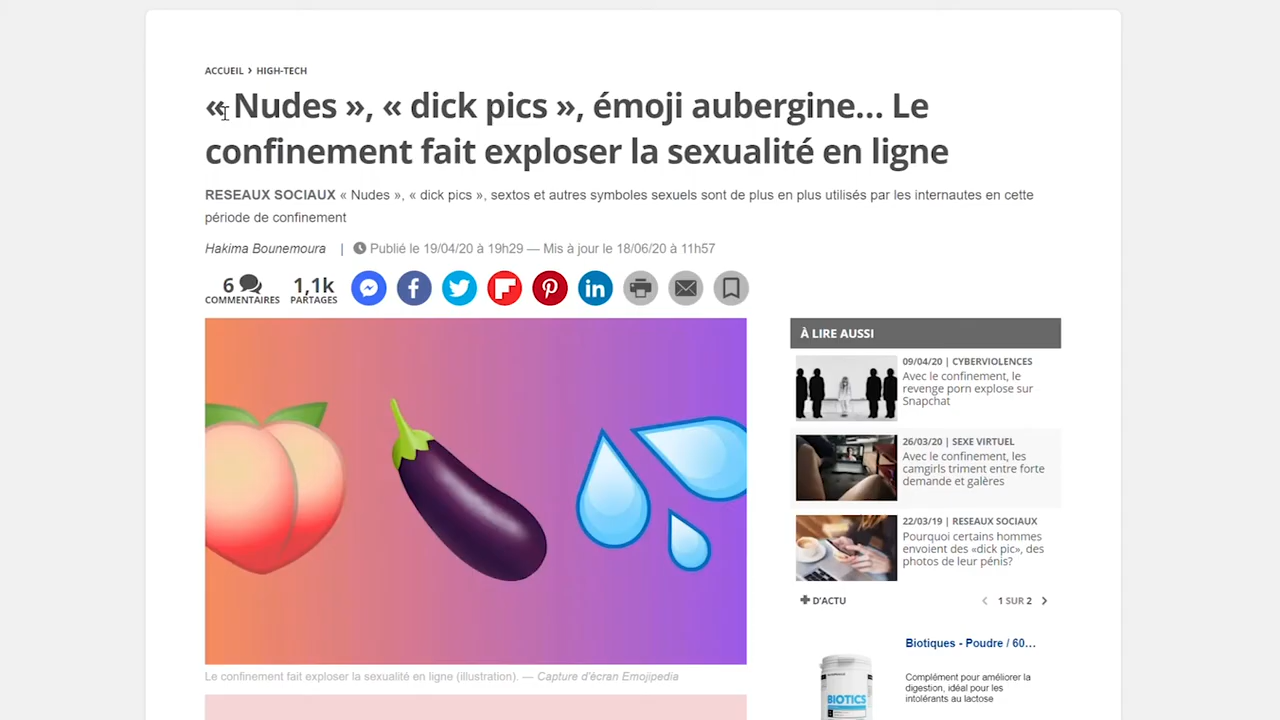 ACCUEIL › HIGH-TECH
« Nudes », « dick pics », émoji aubergine... Le
confinement fait exploser la sexualité en ligne
RESEAUX SOCIAUX « Nudes », « dick pics », sextos et autres symboles sexuels sont de plus en plus utilisés par les internautes en cette
période de confinement
Hakima Bounemoura | Publié le 19/04/20 à 19h29 — Mis à jour le 18/06/20 à 11h57
6
COMMENTAIRES
1,1k
PARTAGES
À LIRE AUSSI
09/04/20 | CYBERVIOLENCES
Avec le confinement, le
revenge porn explose sur
Snapchat
26/03/20 | SEXE VIRTUEL
Avec le confinement, les
camgirls triment entre forte
demande et galères
22/03/19 | RESEAUX SOCIAUX
Pourquoi certains hommes
envoient des «dick pic», des
photos de leur pénis?
D'ACTU
1 SUR 2
Biotiques - Poudre / 60...
Complément pour améliorer la
digestion, idéal pour les
intolérants au lactose
BIOTICS
Le confinement fait exploser la sexualité en ligne (illustration). — Capture d'écran Emojipedia